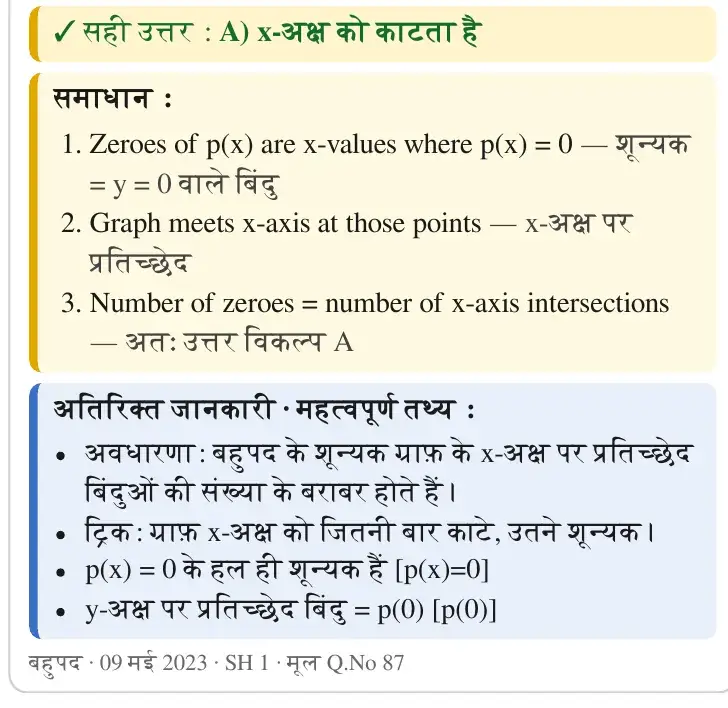 ✓ सही उत्तर : A) x-अक्ष को काटता है
समाधान :
1. Zeroes of p(x) are x-values where p(x) = 0 — शून्यक
= y = 0 वाले बिंदु
2. Graph meets x-axis at those points — x-अक्ष पर
प्रतिच्छेद
3. Number of zeroes = number of x-axis intersections
— अतः उत्तर विकल्प A
अतिरिक्त जानकारी · महत्वपूर्ण तथ्य :
• अवधारणा : बहुपद के शून्यक ग्राफ़ के x-अक्ष पर प्रतिच्छेद
बिंदुओं की संख्या के बराबर होते हैं।
• ट्रिक : ग्राफ़ x-अक्ष को जितनी बार काटे, उतने शून्यक।
• p(x) = 0 के हल ही शून्यक हैं [p(x)=0]
• y-अक्ष पर प्रतिच्छेद बिंदु = p(0) [p(0)]
बहुपद · 09 मई 2023 · SH 1 · मूल Q.No 87